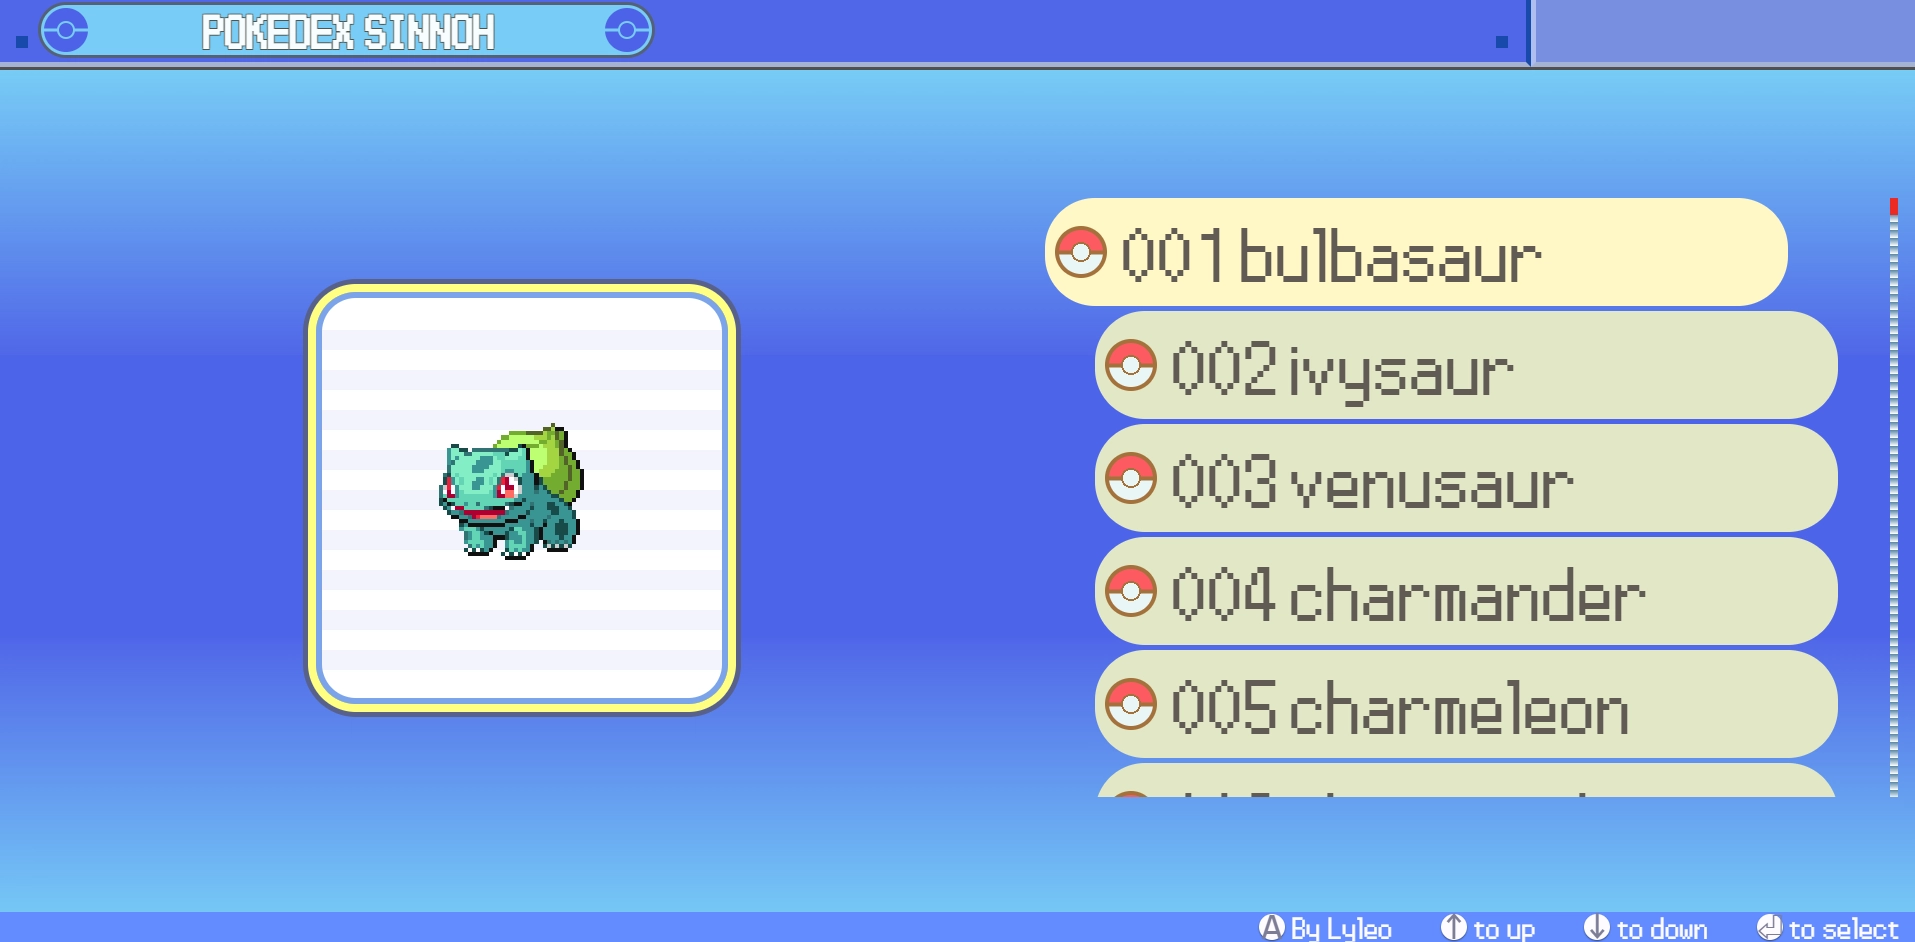 POKEDEX SINNOH
001 bulbasaur
002 ivysaur
003 venusaur
004 charmander
005 charmeleon
A By Lyleo
↑ to up
↓ to down
to select